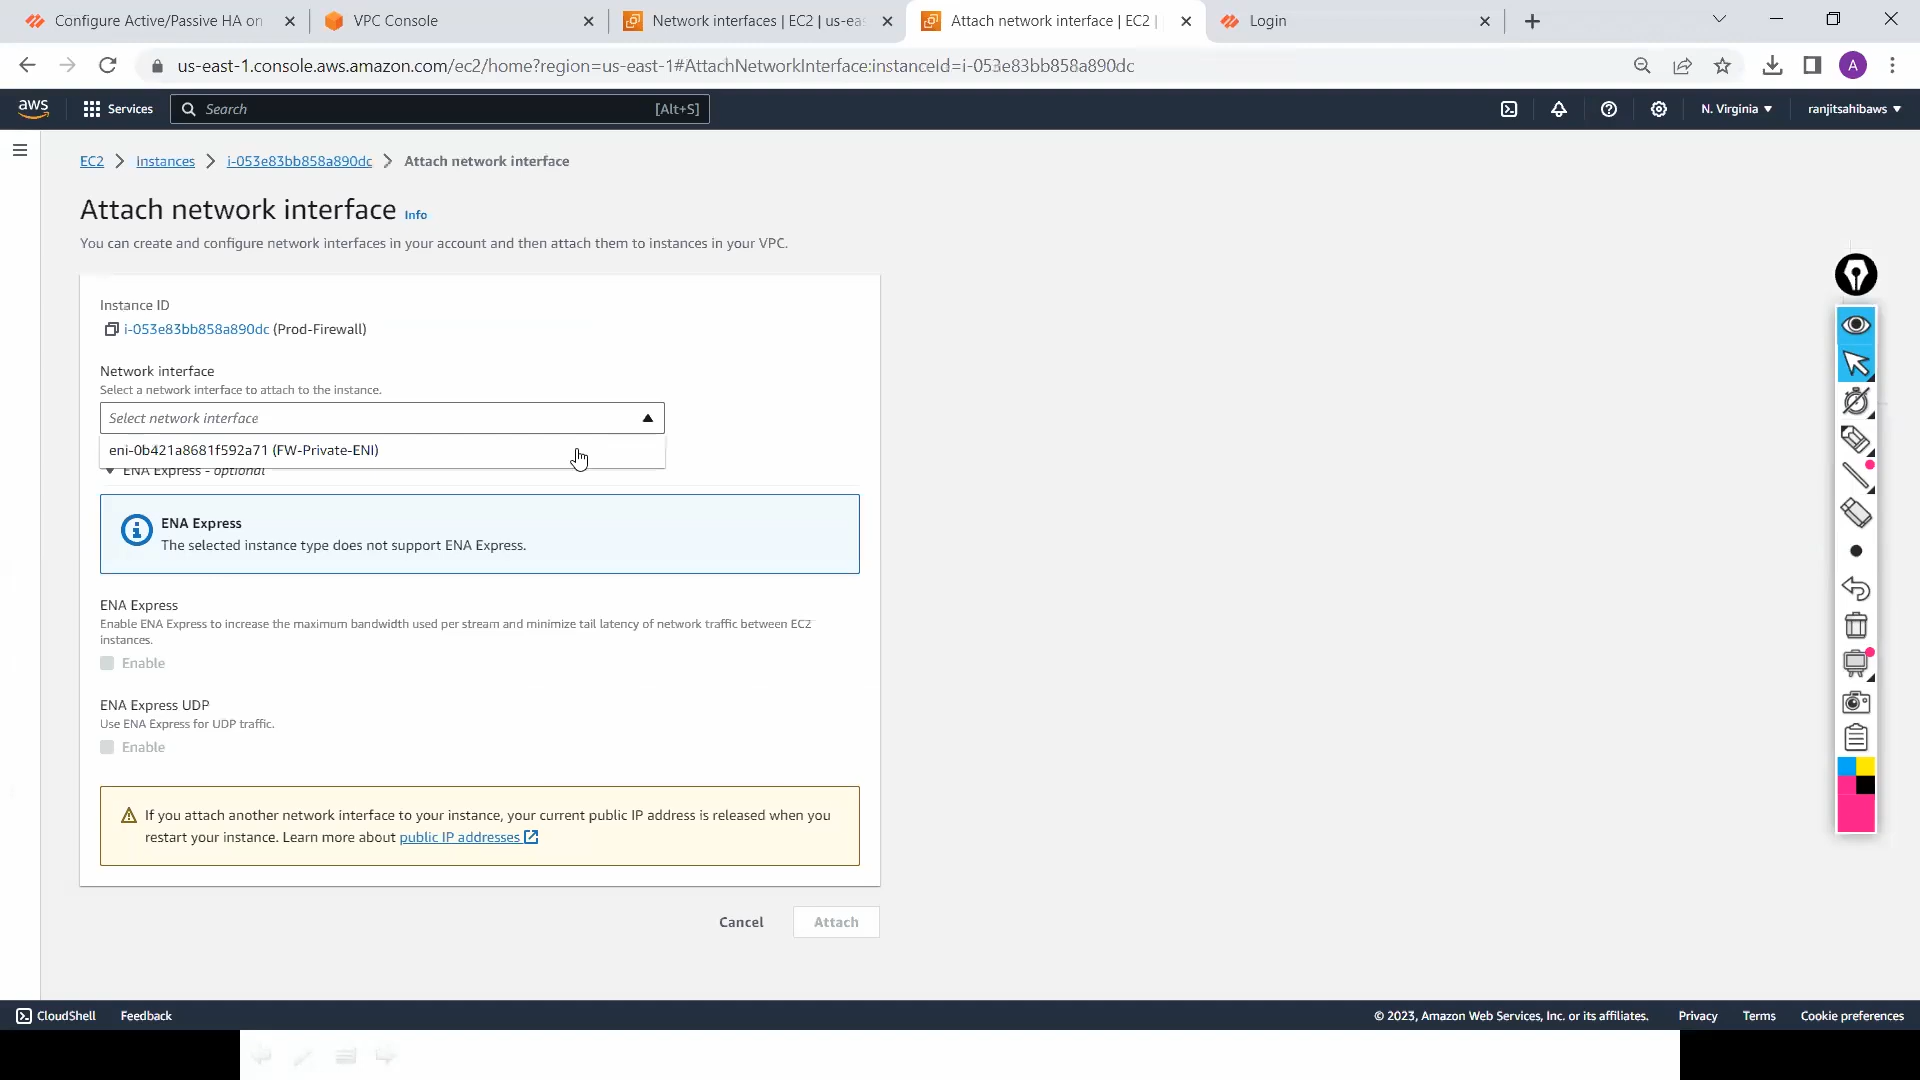 Configure Active/Passive HA on
VPC Console
Network interfaces | EC2 | us-eas
Attach network interface | EC2 |
Login
us-east-1.console.aws.amazon.com/ec2/home?region=us-east-1#AttachNetworkInterface:instanceId=i-053e83bb858a890dc
A
aws
Services
Search
[Alt+S]
N. Virginia
ranjitsahibaws
EC2
Instances
i-053e83bb858a890dc
Attach network interface
Attach network interface
Info
You can create and configure network interfaces in your account and then attach them to instances in your VPC.
Instance ID
i-053e83bb858a890dc (Prod-Firewall)
Network interface
Select a network interface to attach to the instance.
Select network interface
eni-0b421a8681f592a71 (FW-Private-ENI)
ENA Express - optional
ENA Express
The selected instance type does not support ENA Express.
ENA Express
Enable ENA Express to increase the maximum bandwidth used per stream and minimize tail latency of network traffic between EC2
instances.
Enable
ENA Express UDP
Use ENA Express for UDP traffic.
Enable
If you attach another network interface to your instance, your current public IP address is released when you
restart your instance. Learn more about public IP addresses
Cancel
Attach
CloudShell
Feedback
© 2023, Amazon Web Services, Inc. or its affiliates.
Privacy
Terms
Cookie preferences